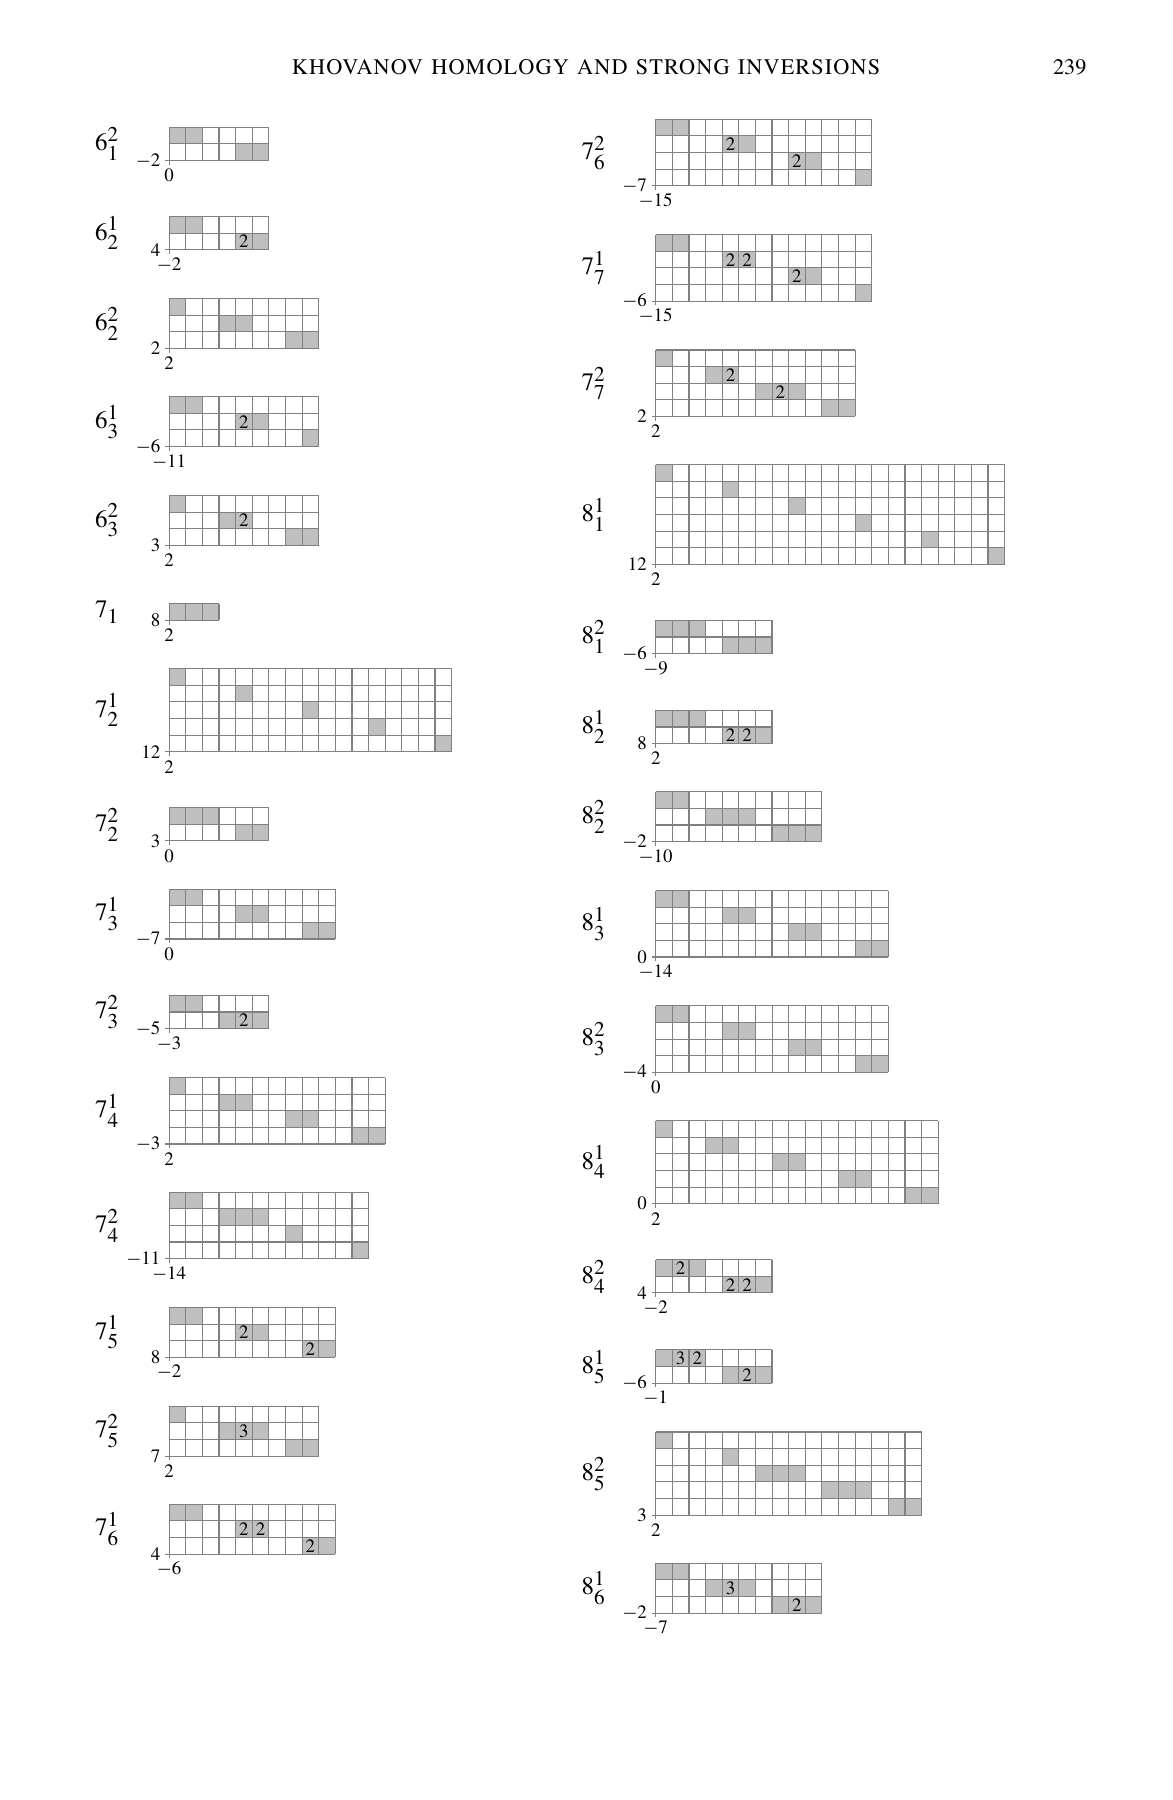 KHOVANOV HOMOLOGY AND STRONG INVERSIONS 239
6^2_1 −2 0
6^1_2 2 4 −2
6^2_2 2 2
6^1_3 2 −6 −11
6^2_3 2 3 2
7_1 8 2
7^1_2 12 2
7^2_2 3 0
7^1_3 −7 0
7^2_3 2 −5 −3
7^1_4 −3 2
7^2_4 −11 −14
7^1_5 2 2 8 −2
7^2_5 3 7 2
7^1_6 2 2 2 4 −6
7^2_6 2 2 −7 −15
7^1_7 2 2 2 −6 −15
7^2_7 2 2 2 2
8^1_1 12 2
8^2_1 −6 −9
8^1_2 2 2 8 2
8^2_2 −2 −10
8^1_3 0 −14
8^2_3 −4 0
8^1_4 0 2
8^2_4 2 2 2 4 −2
8^1_5 3 2 2 −6 −1
8^2_5 3 2
8^1_6 3 2 −2 −7